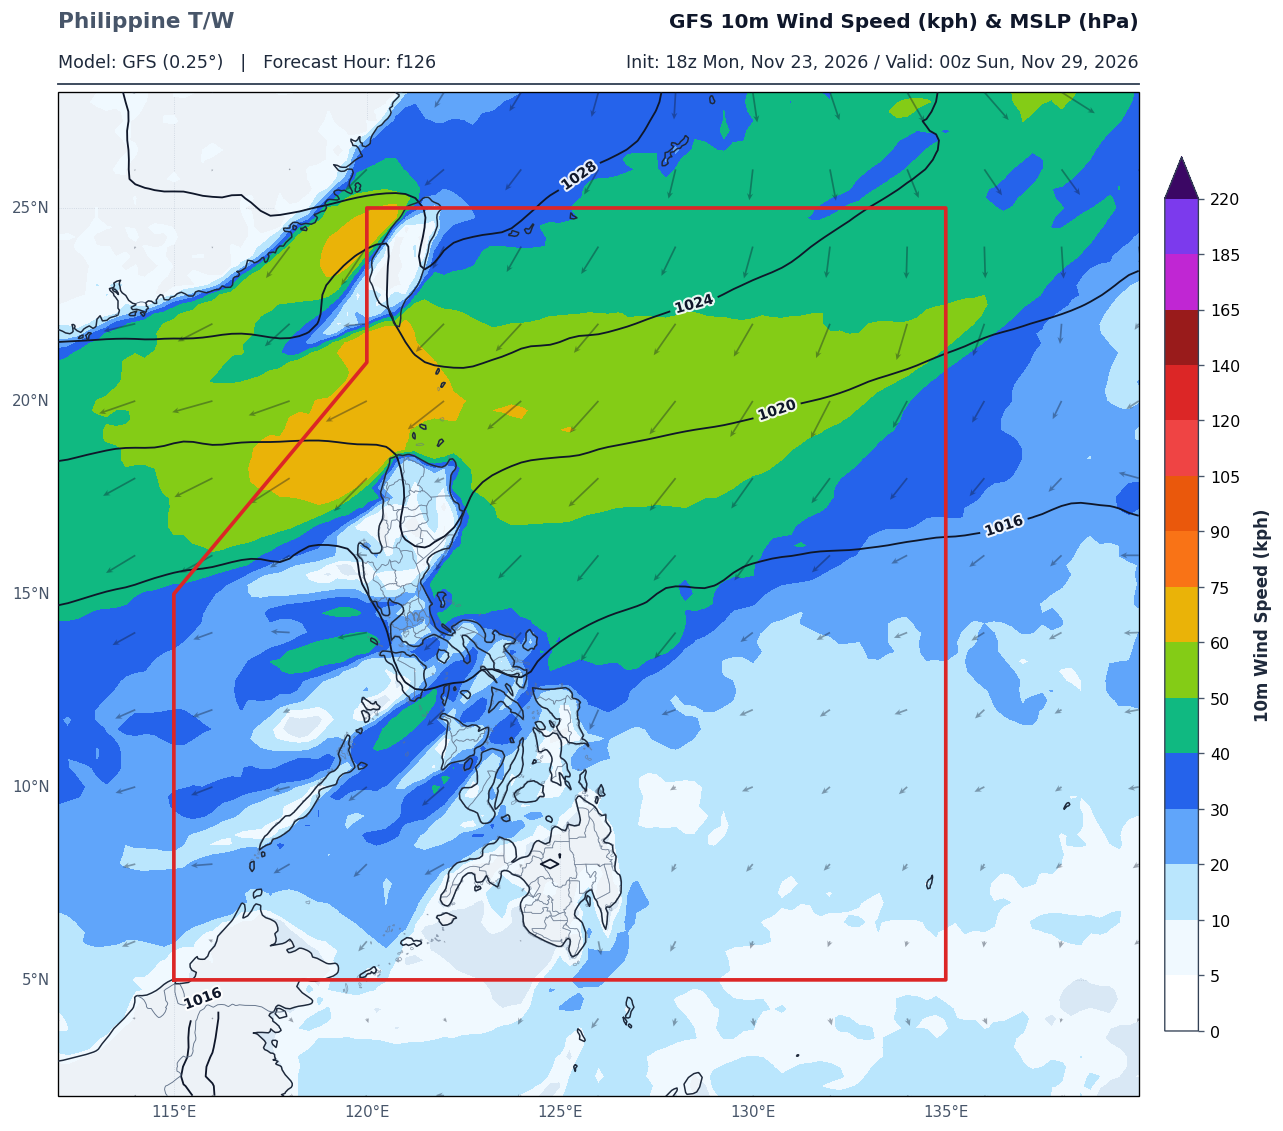 Philippine T/W
GFS 10m Wind Speed (kph) & MSLP (hPa)
Model: GFS (0.25°) | Forecast Hour: f126
Init: 18z Mon, Nov 23, 2026 / Valid: 00z Sun, Nov 29, 2026
1028
1024
1020
1016
1016
25°N
20°N
15°N
10°N
5°N
115°E
120°E
125°E
130°E
135°E
220
185
165
140
120
105
90
75
60
50
40
30
20
10
5
0
10m Wind Speed (kph)